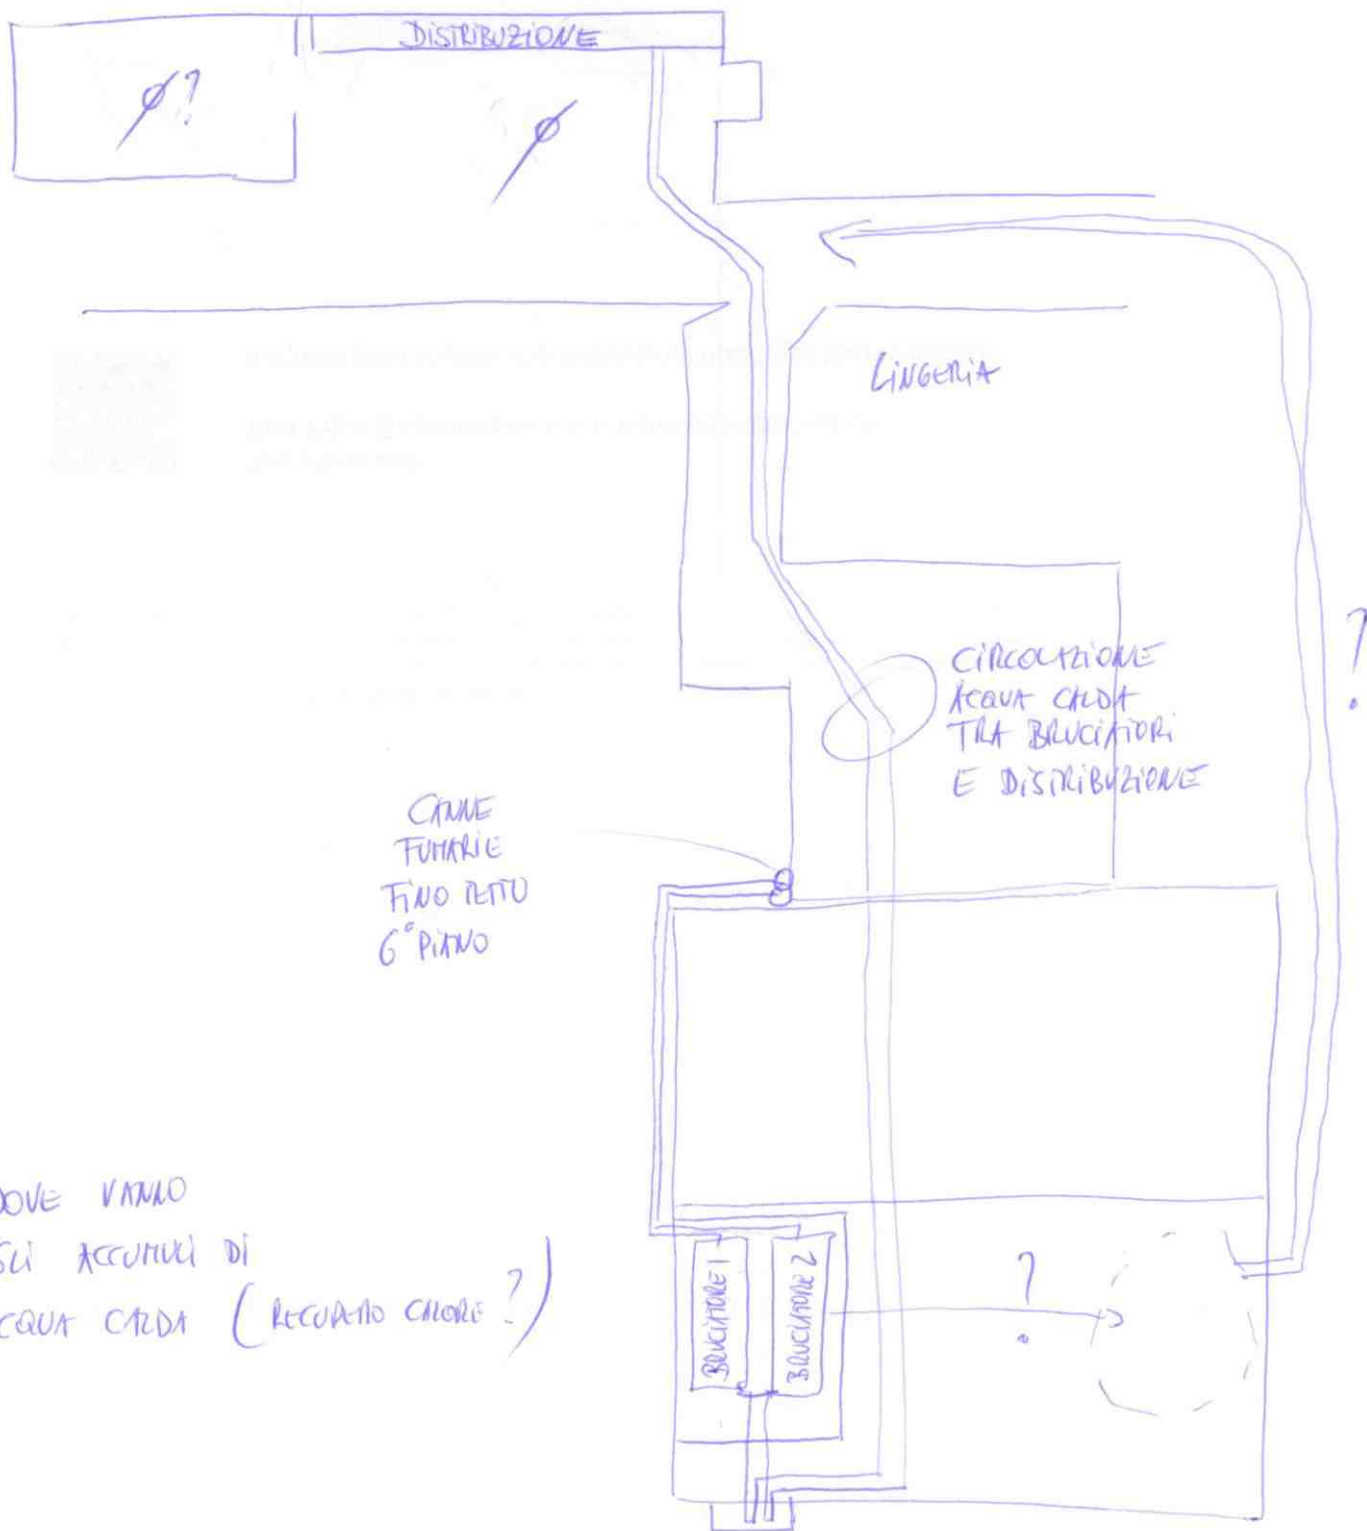 DISTRIBUZIONE
?
LINGERIA
?
CIRCOLAZIONE
ACQUA CALDA
TRA BRUCIATORI
E DISTRIBUZIONE
CANNE
FUMARIE
FINO TETTO
6° PIANO
DOVE VANNO
GLI ACCUMULI DI
ACQUA CALDA (RECUPERO CALORE?)
BRUCIATORE 1
BRUCIATORE 2
?